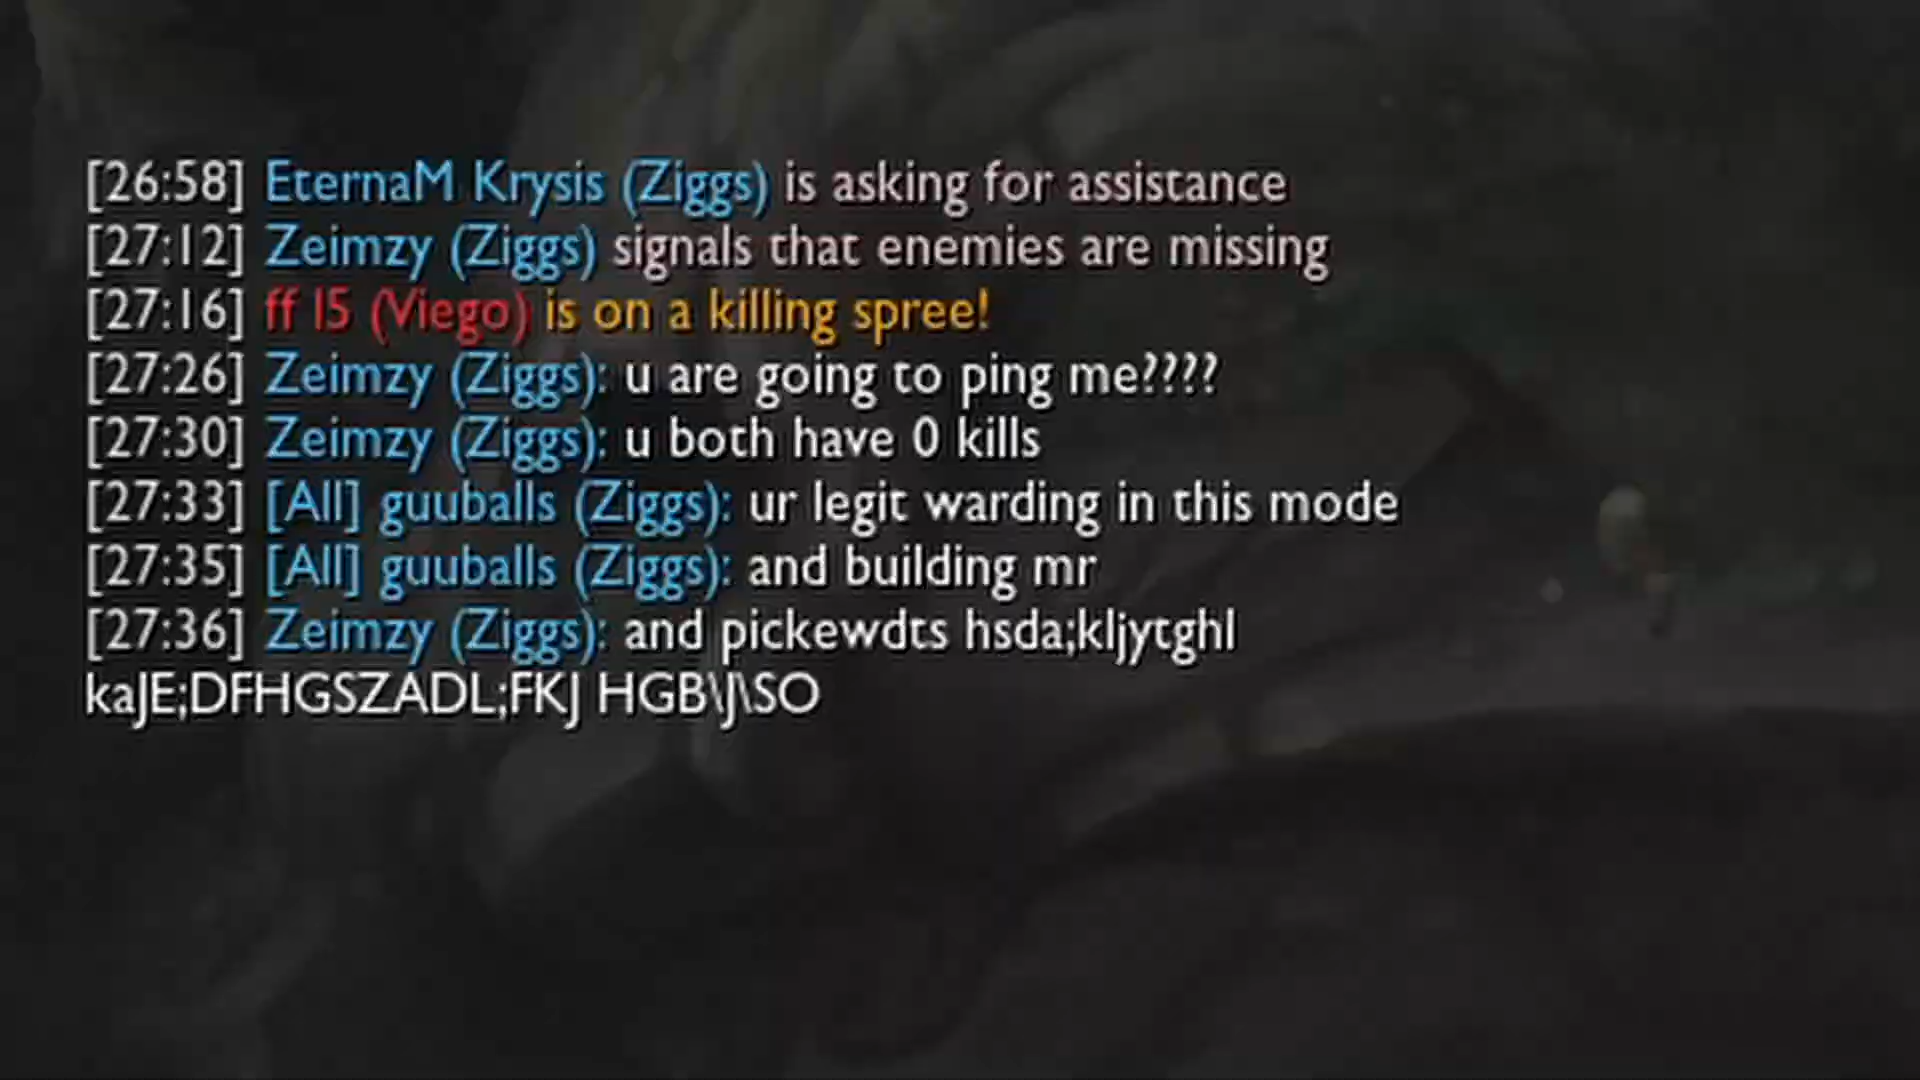 [26:58] EternaM Krysis (Ziggs) is asking for assistance
[27:12] Zeimzy (Ziggs) signals that enemies are missing
[27:16] ff l5 (Viego) is on a killing spree!
[27:26] Zeimzy (Ziggs): u are going to ping me????
[27:30] Zeimzy (Ziggs): u both have 0 kills
[27:33] [All] guuballs (Ziggs): ur legit warding in this mode
[27:35] [All] guuballs (Ziggs): and building mr
[27:36] Zeimzy (Ziggs): and pickewdts hsda;kljytghl
kaJE;DFHGSZADL;FKJ HGB\J\SO